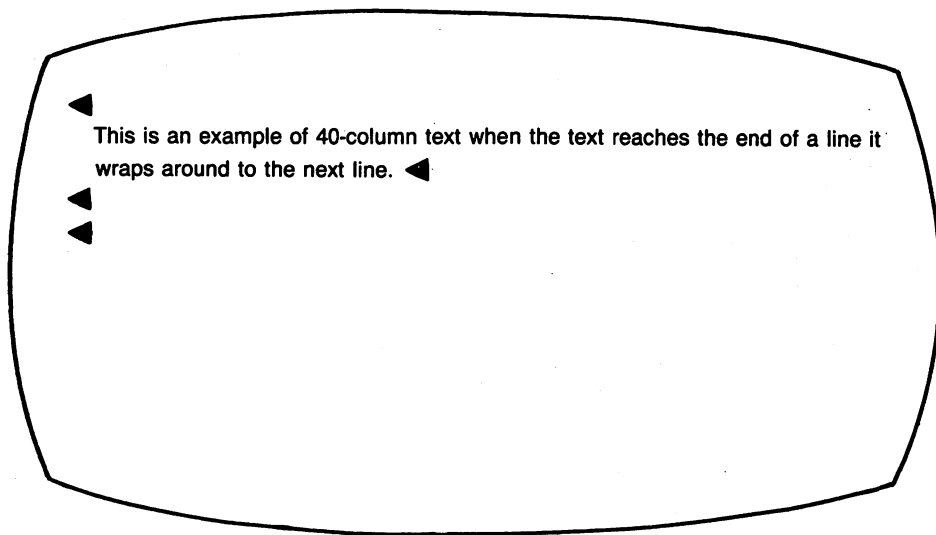 This is an example of 40-column text when the text reaches the end of a line it
wraps around to the next line.